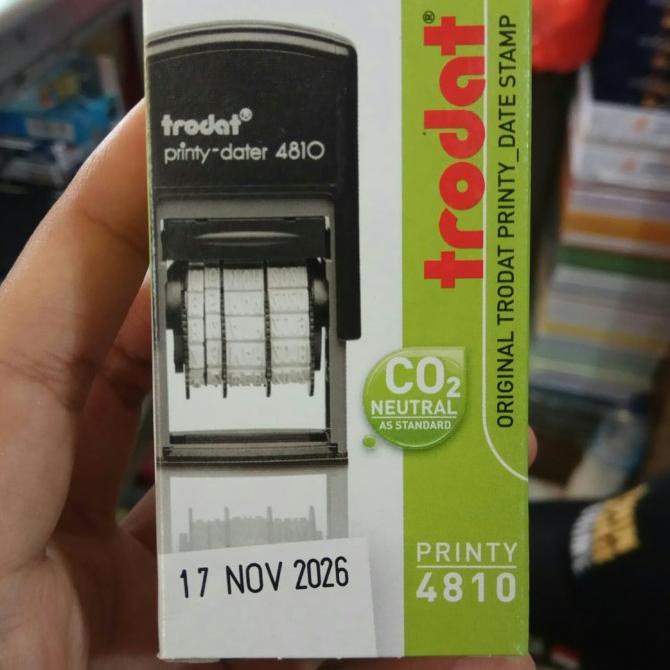 trodat®
printy-dater 4810
trodat®
ORIGINAL TRODAT PRINTY_DATE STAMP
CO2
NEUTRAL
AS STANDARD
PRINTY
4810
17 NOV 2026